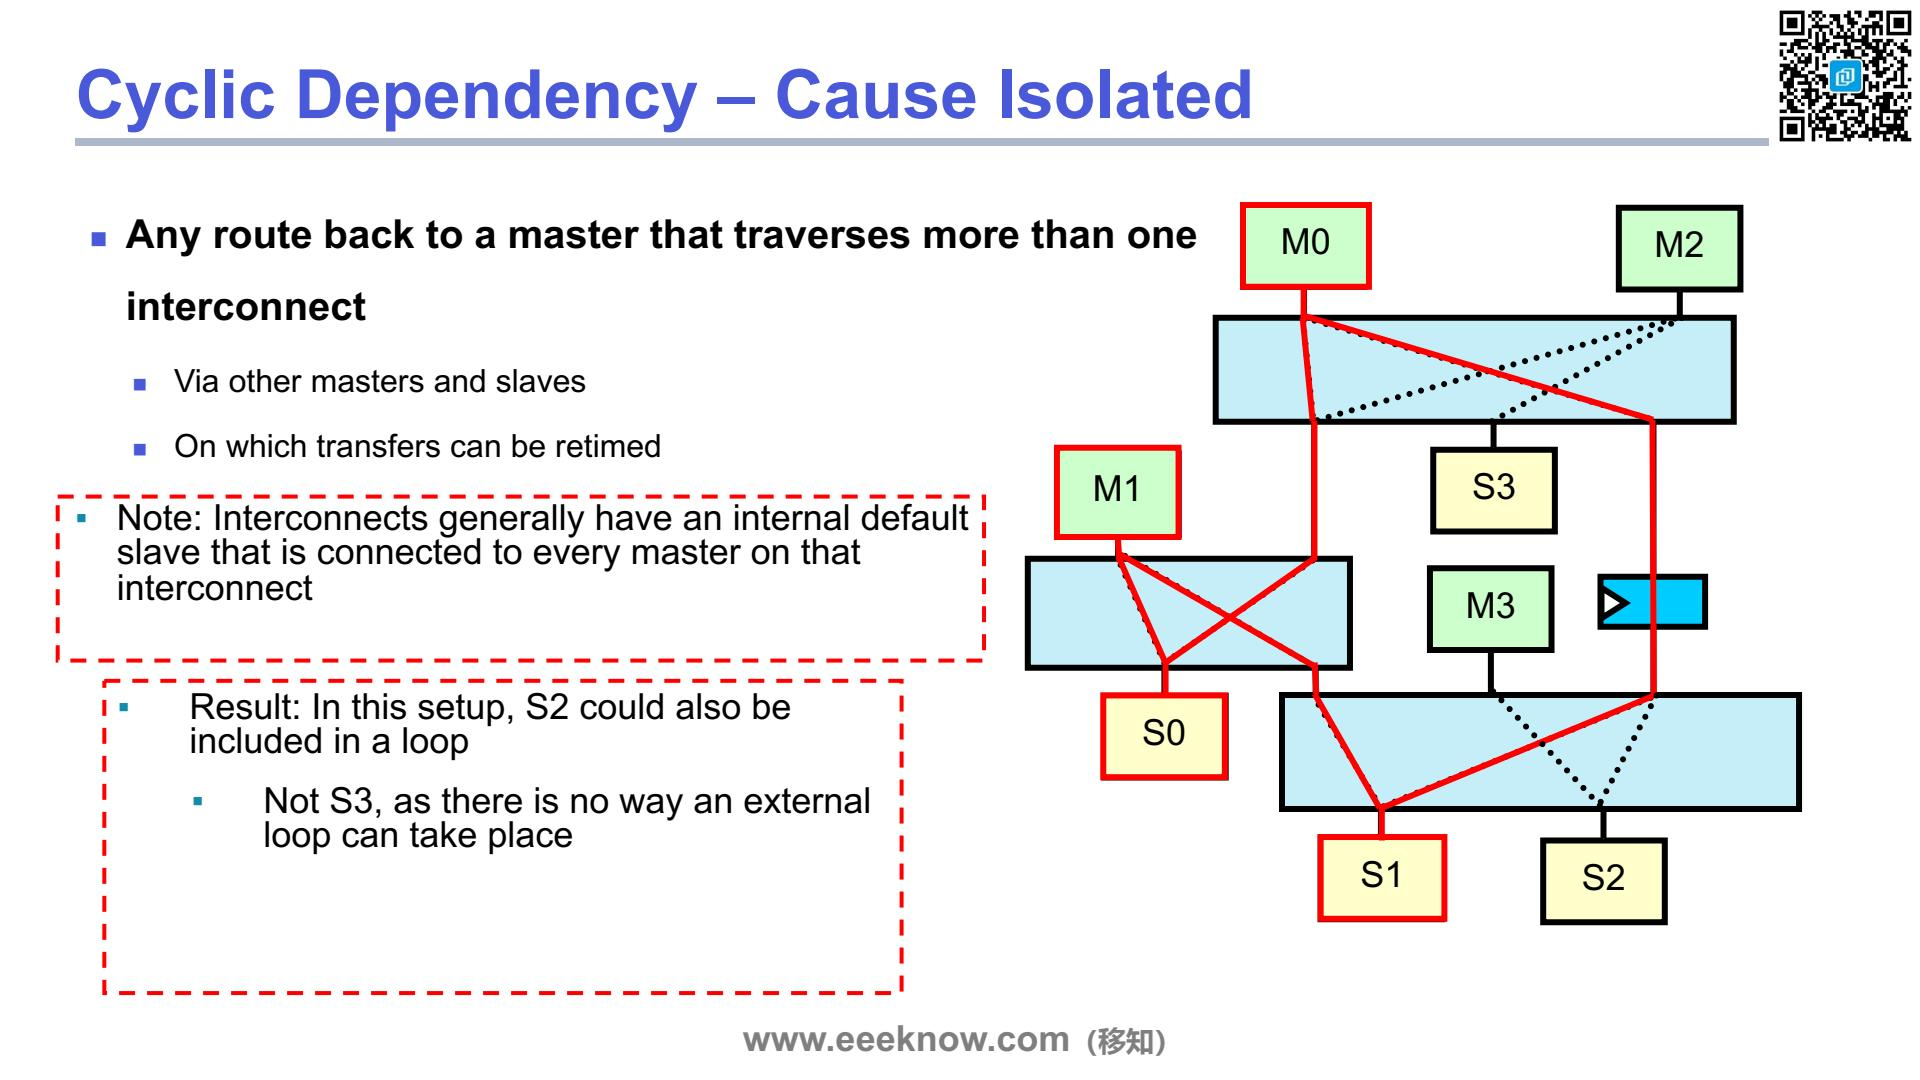 Cyclic Dependency – Cause Isolated
Any route back to a master that traverses more than one
interconnect
Via other masters and slaves
On which transfers can be retimed
Note: Interconnects generally have an internal default
slave that is connected to every master on that
interconnect
Result: In this setup, S2 could also be
included in a loop
Not S3, as there is no way an external
loop can take place
M0
M2
S3
M1
M3
S0
S1
S2
www.eeeknow.com (移知)